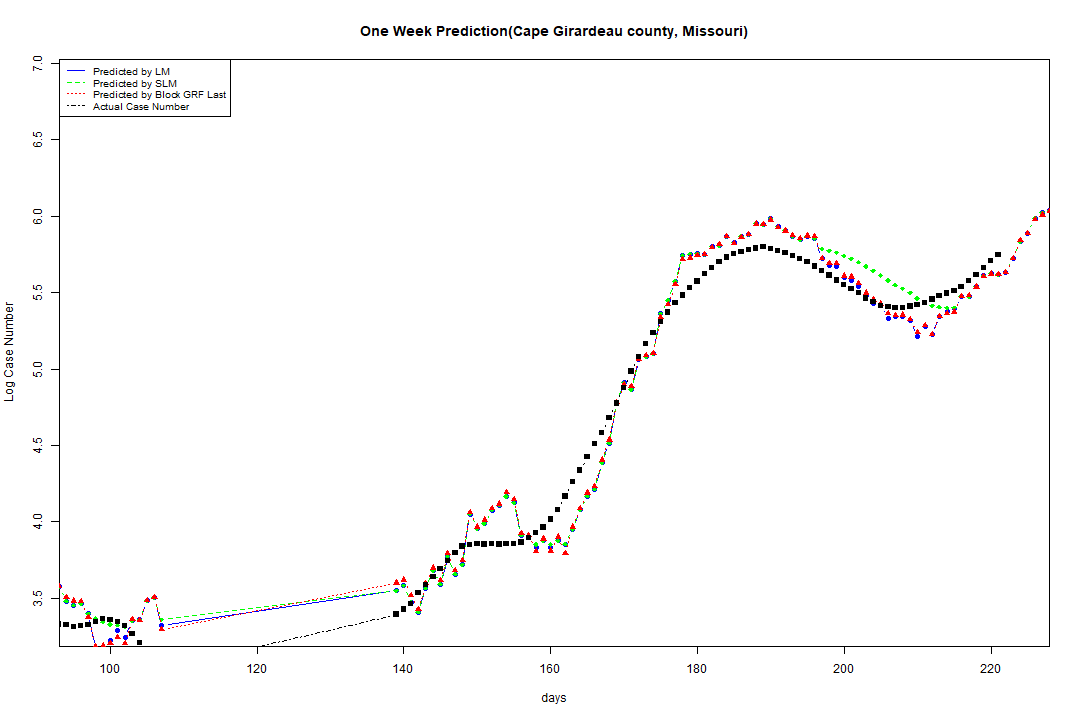 One Week Prediction(Cape Girardeau county, Missouri)
Predicted by LM
Predicted by SLM
Predicted by Block GRF Last
Actual Case Number
7.0
6.5
6.0
5.5
5.0
4.5
4.0
3.5
Log Case Number
100 120 140 160 180 200 220
days